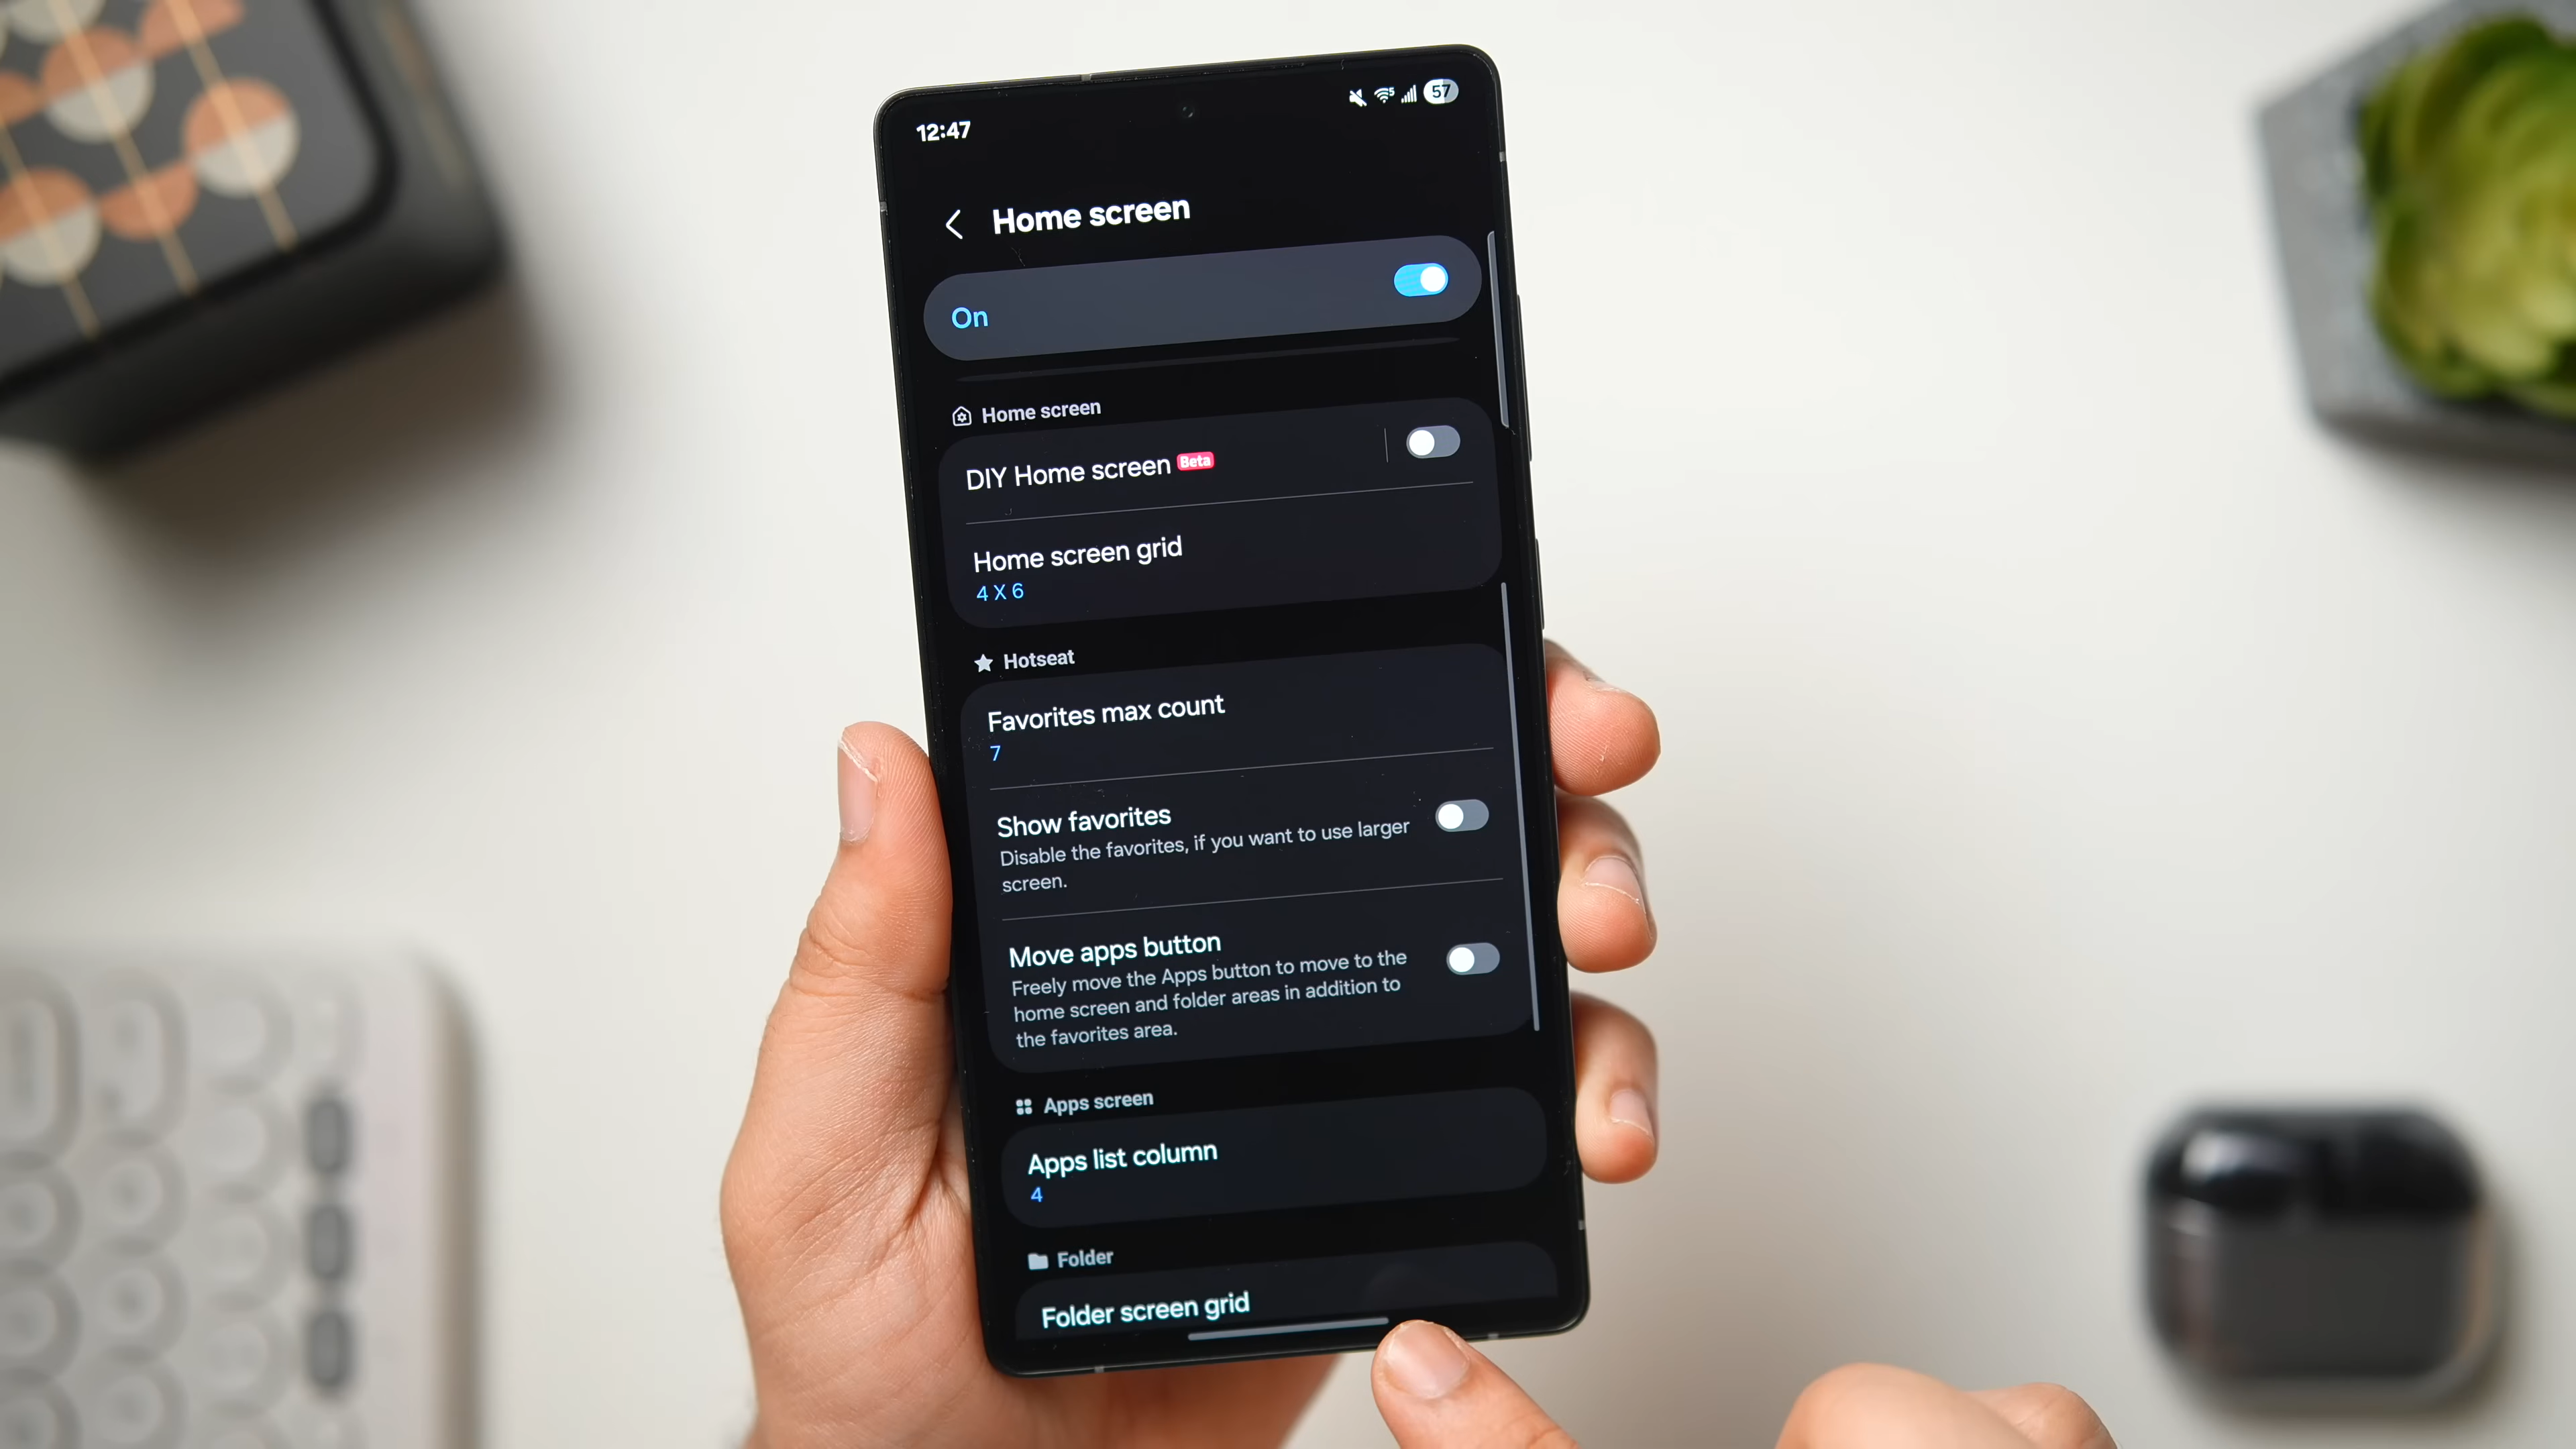 12:47
57
Home screen
On
Home screen
DIY Home screen Beta
Home screen grid
4 X 6
Hotseat
Favorites max count
7
Show favorites
Disable the favorites, if you want to use larger
screen.
Move apps button
Freely move the Apps button to move to the
home screen and folder areas in addition to
the favorites area.
Apps screen
Apps list column
4
Folder
Folder screen grid